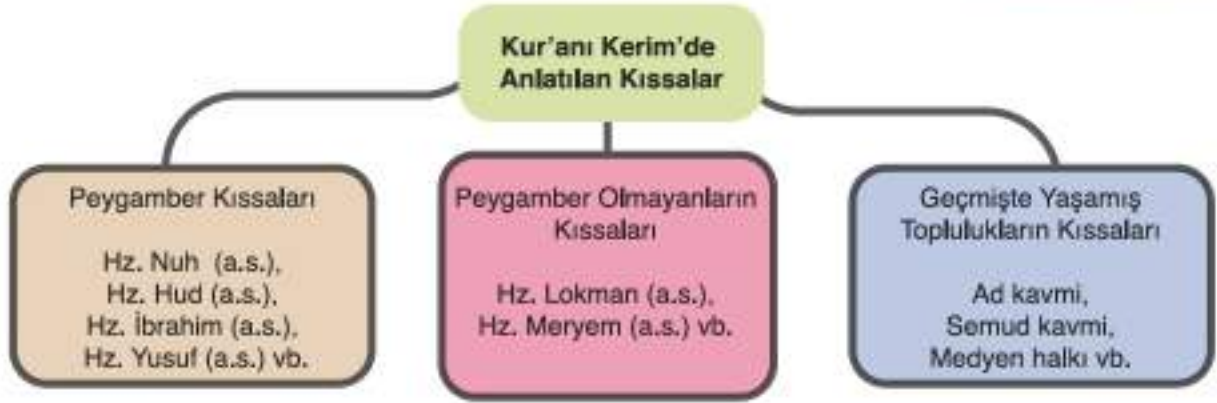 Kur'anı Kerim'de
Anlatılan Kıssalar
Peygamber Kıssaları
Hz. Nuh (a.s.),
Hz. Hud (a.s.),
Hz. İbrahim (a.s.),
Hz. Yusuf (a.s.) vb.
Peygamber Olmayanların
Kıssaları
Hz. Lokman (a.s.),
Hz. Meryem (a.s.) vb.
Geçmişte Yaşamış
Toplulukların Kıssaları
Ad kavmi,
Semud kavmi,
Medyen halkı vb.